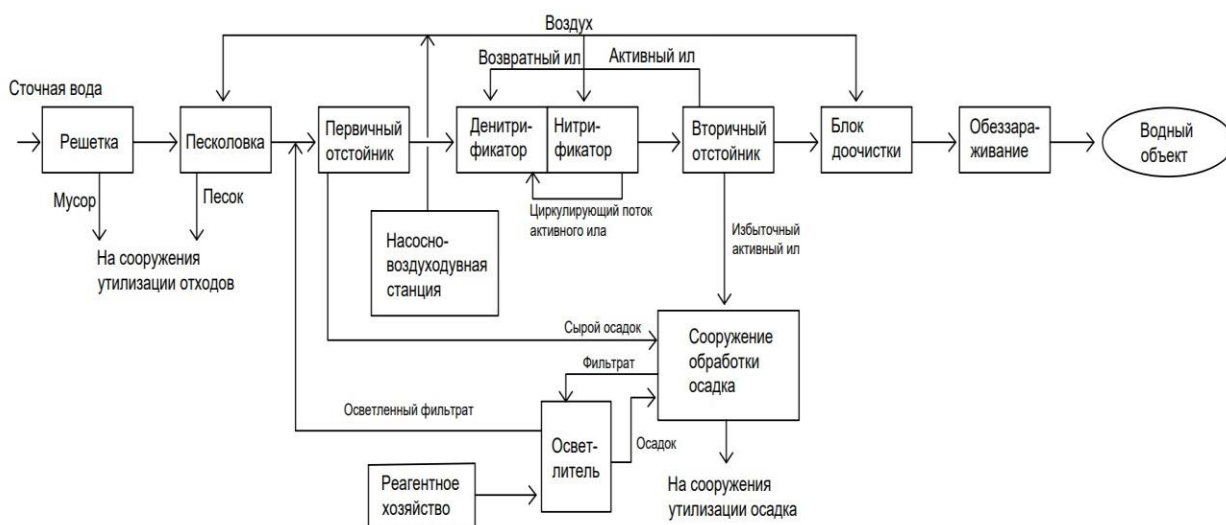 Воздух
Возвратный ил
Активный ил
Сточная вода
Решетка
Песколовка
Первичный
отстойник
Денитри-
фикатор
Нитри-
фикатор
Вторичный
отстойник
Блок
доочистки
Обеззара-
живание
Водный
объект
Мусор
Песок
Циркулирующий поток
активного ила
На сооружения
утилизации отходов
Насосно-
воздуходувная
станция
Избыточный
активный ил
Сырой осадок
Сооружение
обработки
осадка
Фильтрат
Осветленный фильтрат
Освет-
литель
Осадок
Реагентное
хозяйство
На сооружения
утилизации осадка